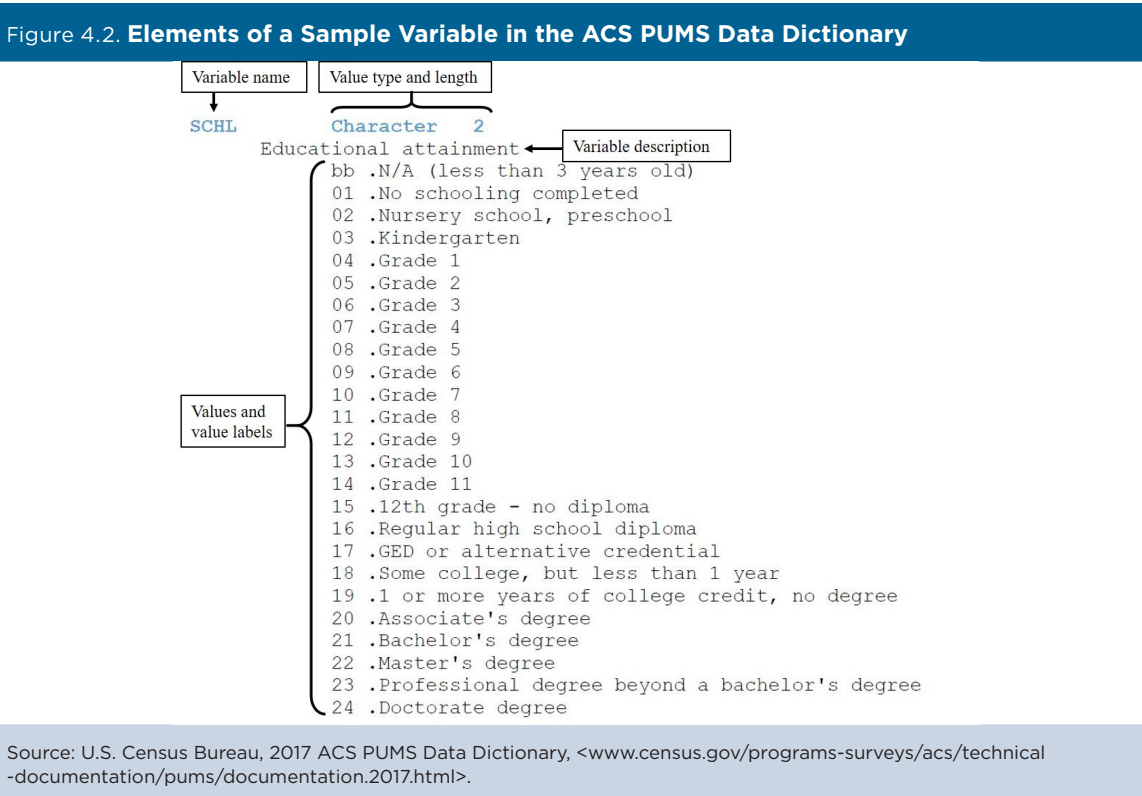 Figure 4.2. Elements of a Sample Variable in the ACS PUMS Data Dictionary
Variable name
Value type and length
SCHL Character 2
Educational attainment
Variable description
bb .N/A (less than 3 years old)
01 .No schooling completed
02 .Nursery school, preschool
03 .Kindergarten
04 .Grade 1
05 .Grade 2
06 .Grade 3
07 .Grade 4
08 .Grade 5
09 .Grade 6
10 .Grade 7
11 .Grade 8
12 .Grade 9
13 .Grade 10
14 .Grade 11
15 .12th grade - no diploma
16 .Regular high school diploma
17 .GED or alternative credential
18 .Some college, but less than 1 year
19 .1 or more years of college credit, no degree
20 .Associate's degree
21 .Bachelor's degree
22 .Master's degree
23 .Professional degree beyond a bachelor's degree
24 .Doctorate degree
Values and
value labels
Source: U.S. Census Bureau, 2017 ACS PUMS Data Dictionary, <www.census.gov/programs-surveys/acs/technical
-documentation/pums/documentation.2017.html>.